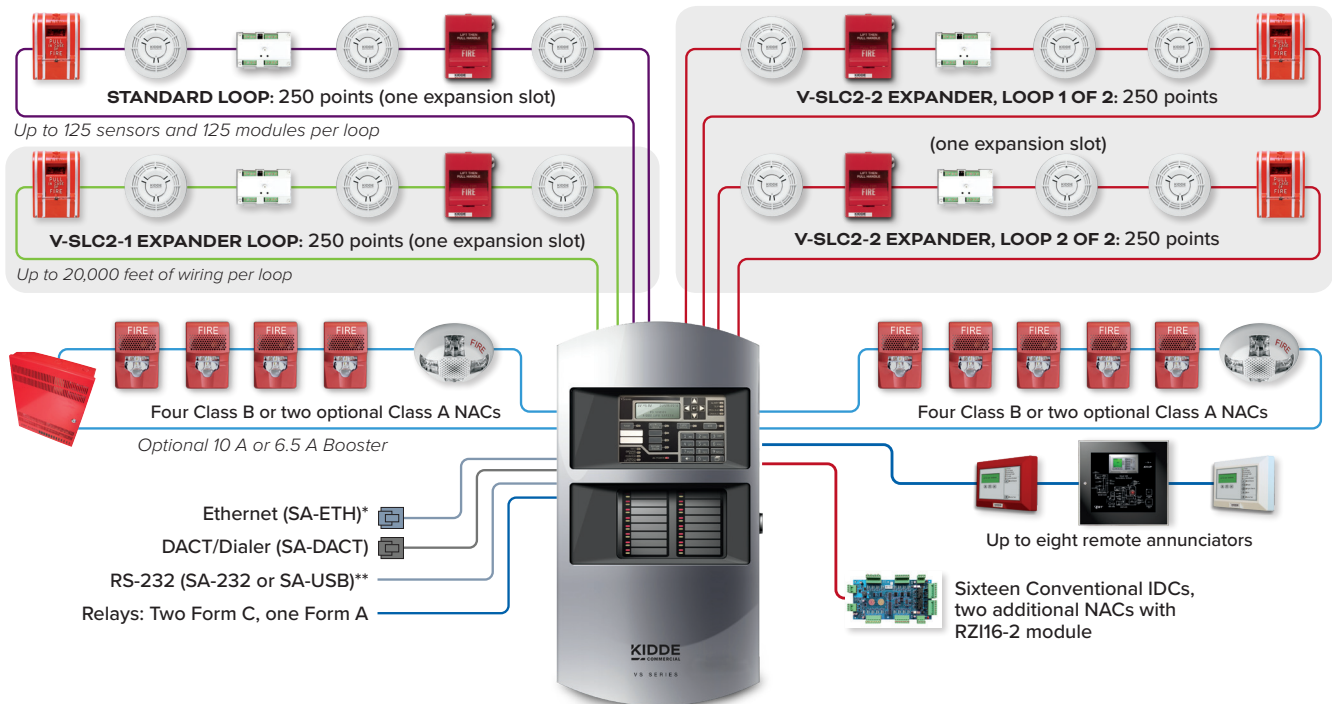 STANDARD LOOP: 250 points (one expansion slot)
Up to 125 sensors and 125 modules per loop
V-SLC2-1 EXPANDER LOOP: 250 points (one expansion slot)
Up to 20,000 feet of wiring per loop
V-SLC2-2 EXPANDER, LOOP 1 OF 2: 250 points
(one expansion slot)
V-SLC2-2 EXPANDER, LOOP 2 OF 2: 250 points
FIRE
FIRE
FIRE
FIRE
FIRE
Four Class B or two optional Class A NACs
Optional 10 A or 6.5 A Booster
FIRE
FIRE
FIRE
FIRE
FIRE
FIRE
Four Class B or two optional Class A NACs
Ethernet (SA-ETH)*
DACT/Dialer (SA-DACT)
RS-232 (SA-232 or SA-USB)**
Relays: Two Form C, one Form A
Up to eight remote annunciators
Sixteen Conventional IDCs,
two additional NACs with
RZI16-2 module
KIDDE
COMMERCIAL
VS SERIES